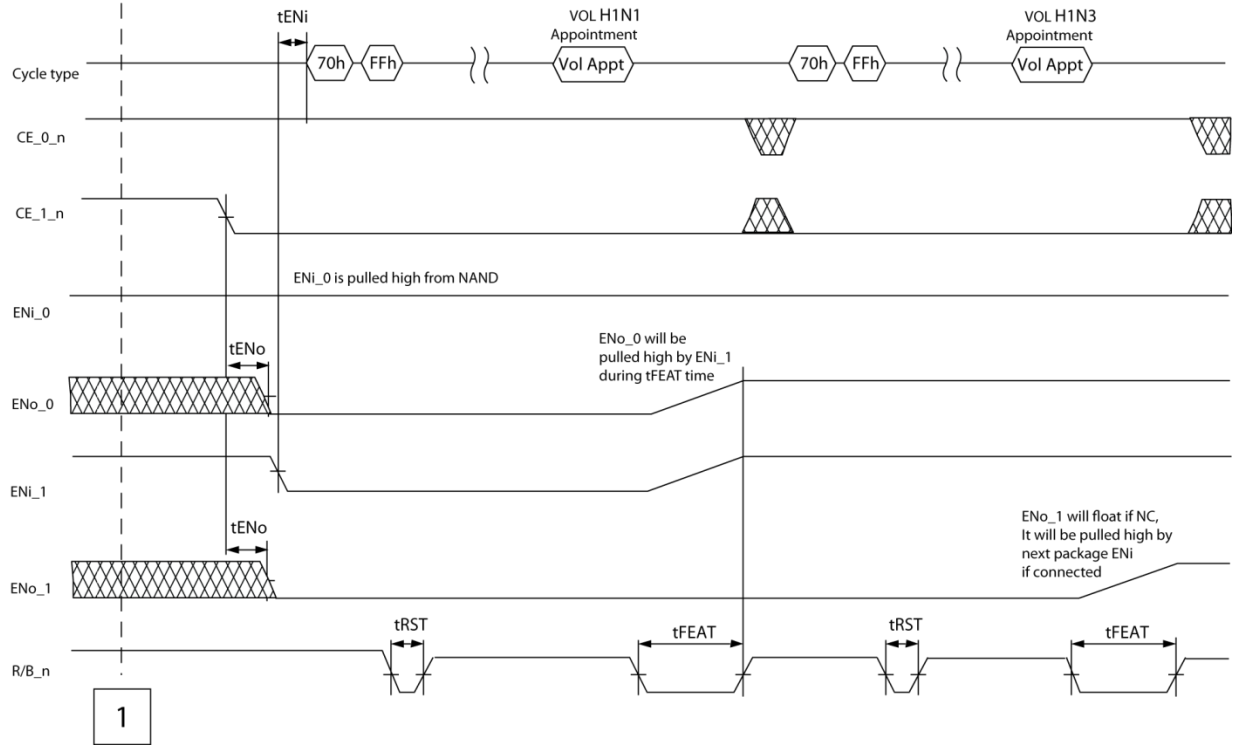 tENi
VOL H1N1
Appointment
VOL H1N3
Appointment
Cycle type
70h
FFh
Vol Appt
70h
FFh
Vol Appt
CE_0_n
CE_1_n
ENi_0 is pulled high from NAND
ENi_0
tENo
ENo_0 will be
pulled high by ENi_1
during tFEAT time
ENo_0
ENi_1
tENo
ENo_1 will float if NC,
It will be pulled high by
next package ENi
if connected
ENo_1
tRST
tFEAT
tRST
tFEAT
R/B_n
1